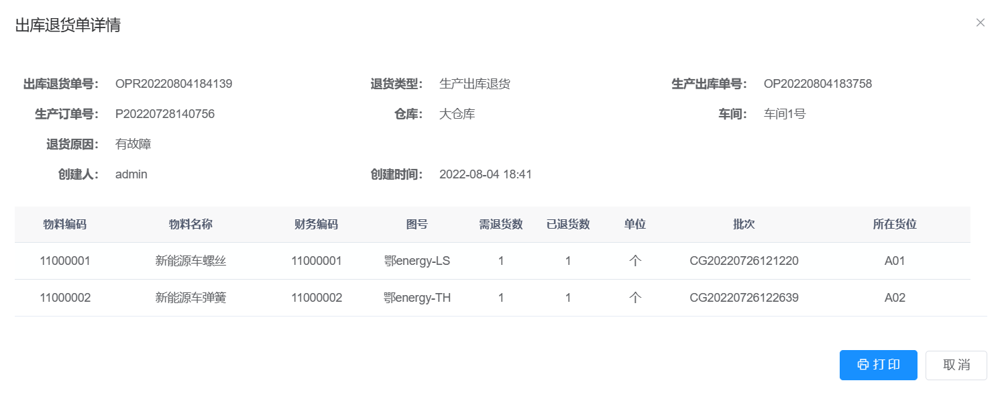 出库退货单详情
出库退货单号: OPR20220804184139 退货类型: 生产出库退货 生产出库单号: OP20220804183758
生产订单号: P20220728140756 仓库: 大仓库 车间: 车间1号
退货原因: 有故障
创建人: admin 创建时间: 2022-08-04 18:41
物料编码 物料名称 财务编码 图号 需退货数 已退货数 单位 批次 所在货位
11000001 新能源车螺丝 11000001 鄂energy-LS 1 1 个 CG20220726121220 A01
11000002 新能源车弹簧 11000002 鄂energy-TH 1 1 个 CG20220726122639 A02
打印 取消